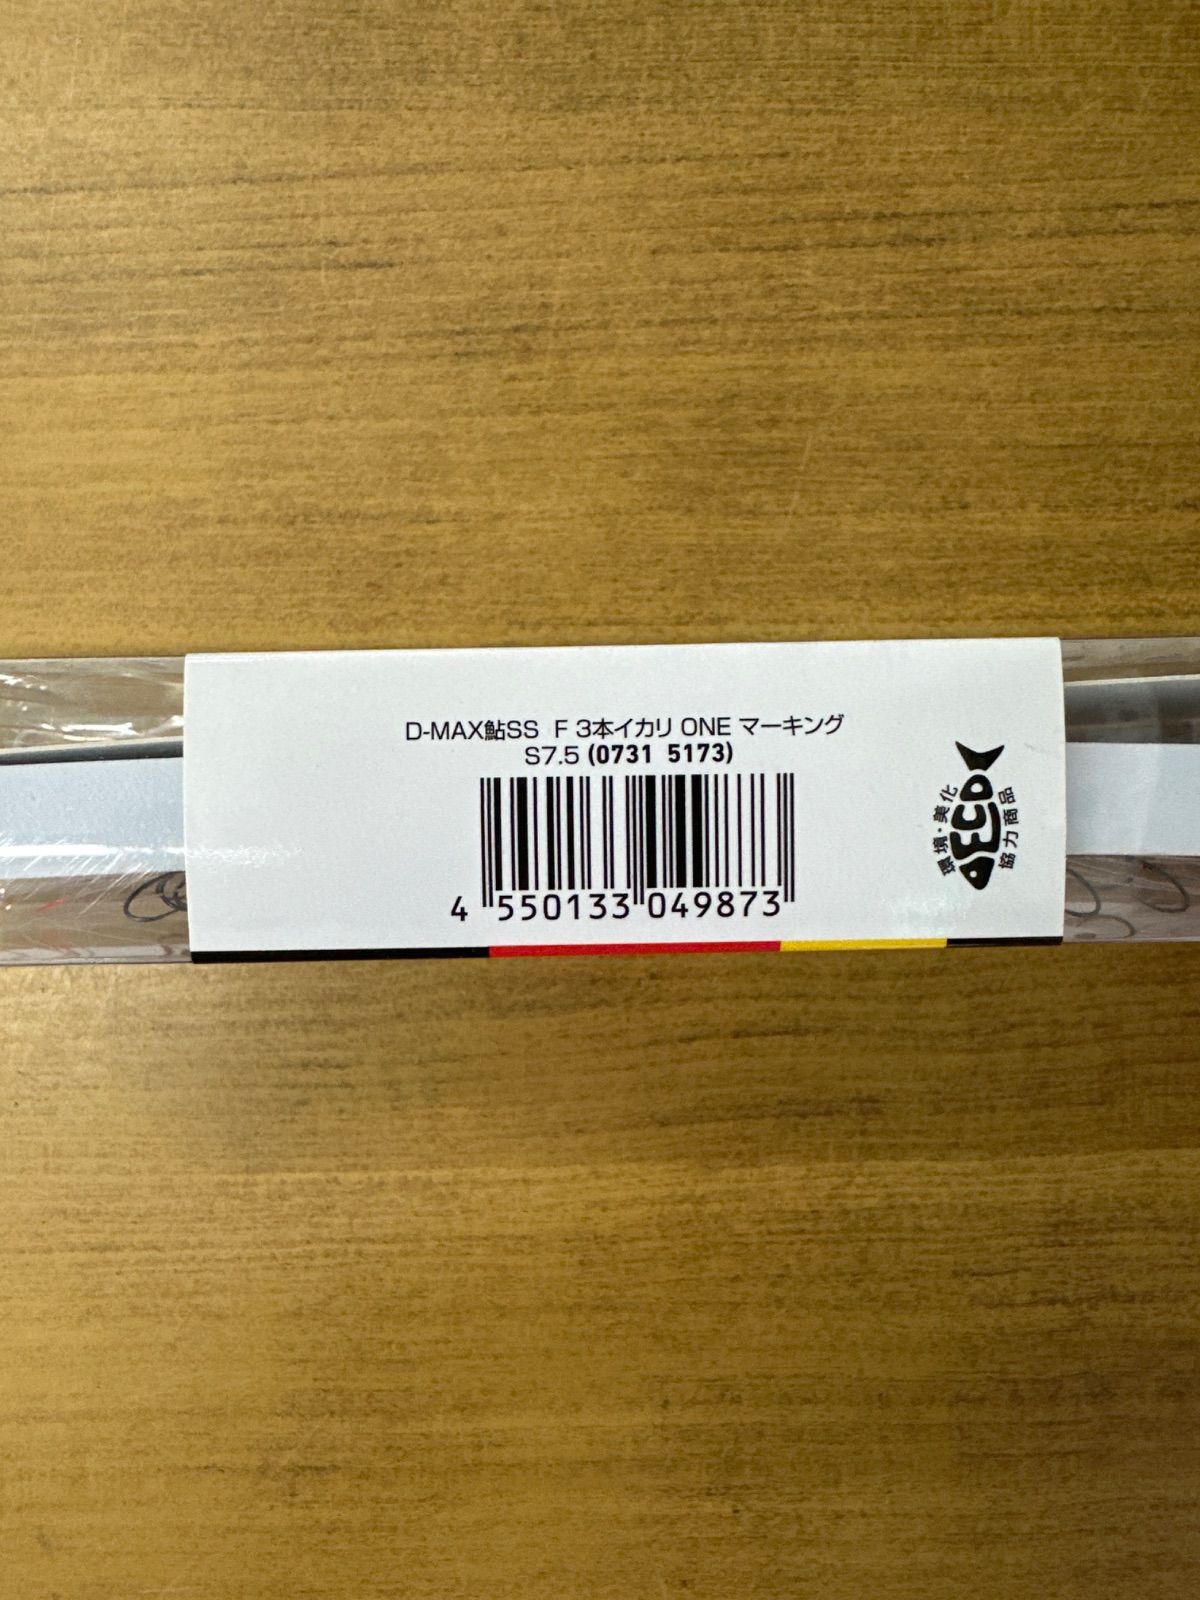 D-MAX鮎SS F 3本イカリ ONE マーキング
S7.5 (0731 5173)
4 550133 049873
環境・美化
ECO
協力商品